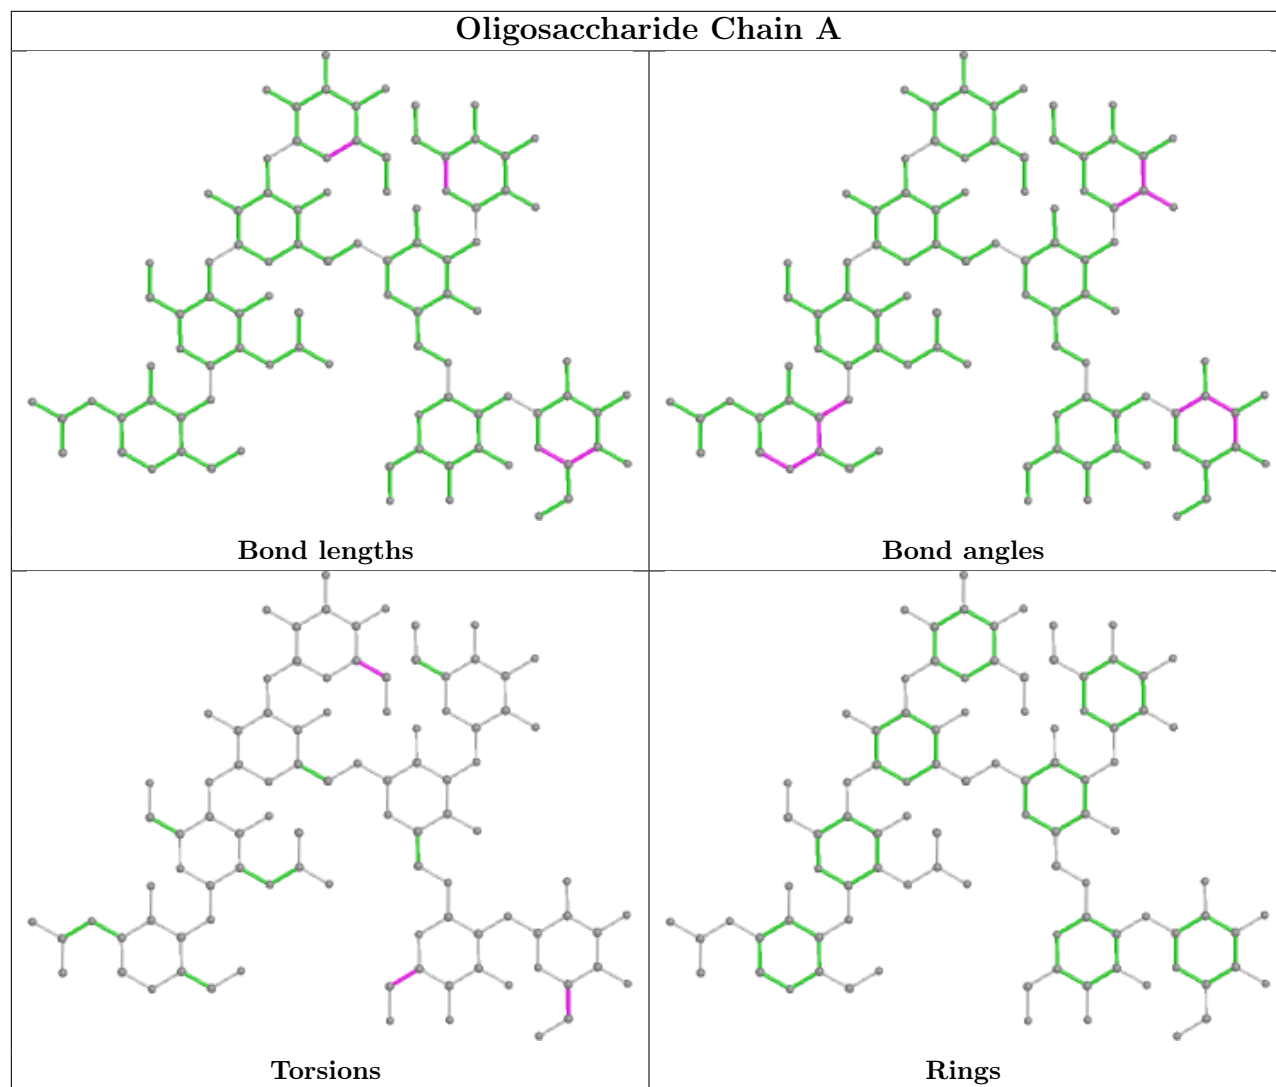 Oligosaccharide Chain A
Bond lengths
Bond angles
Torsions
Rings